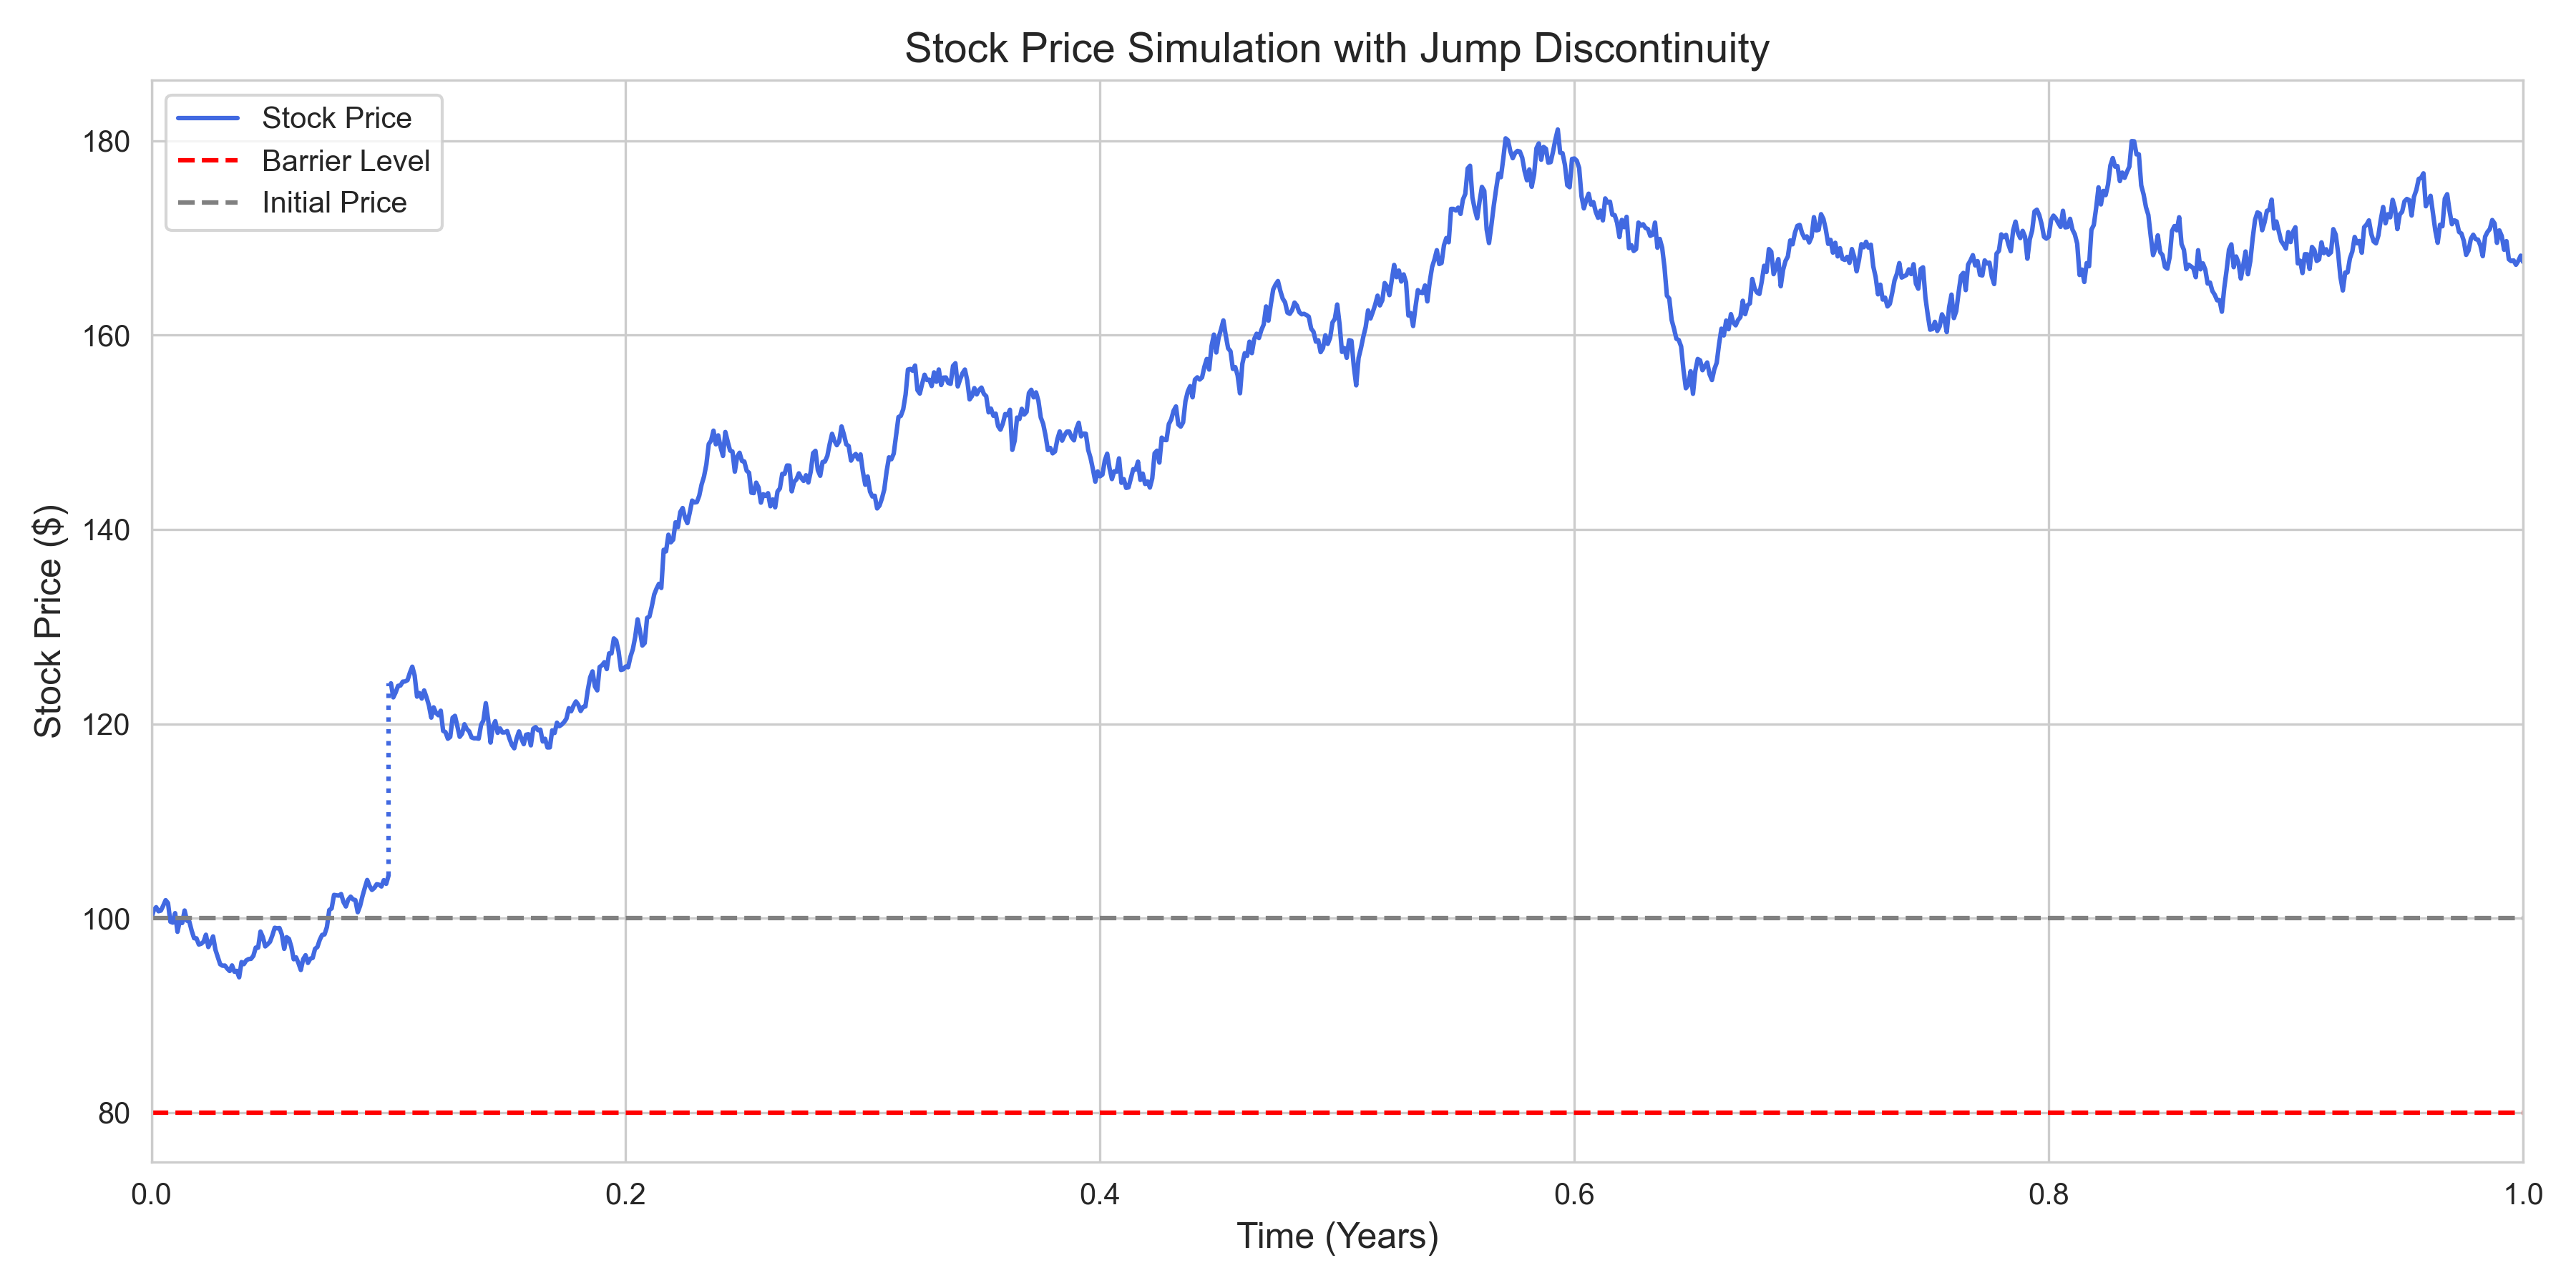 Stock Price Simulation with Jump Discontinuity
Stock Price
Barrier Level
Initial Price
Stock Price ($)
180
160
140
120
100
80
0.0
0.2
0.4
0.6
0.8
1.0
Time (Years)